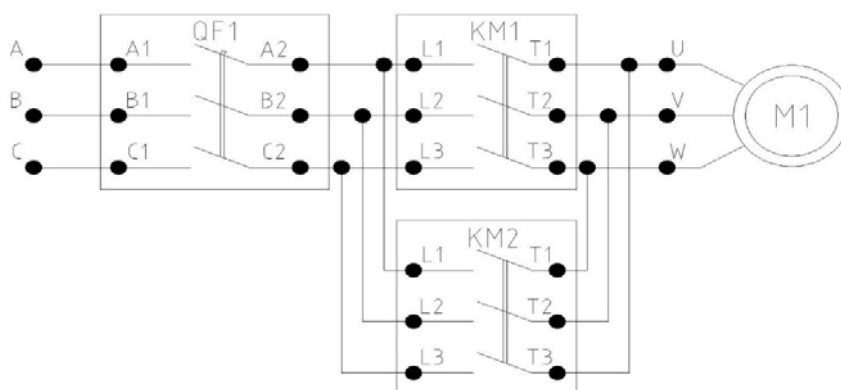 QF1 KM1
A A1 A2 L1 T1 U
B B1 B2 L2 T2 V M1
C C1 C2 L3 T3 W
KM2
L1 T1
L2 T2
L3 T3